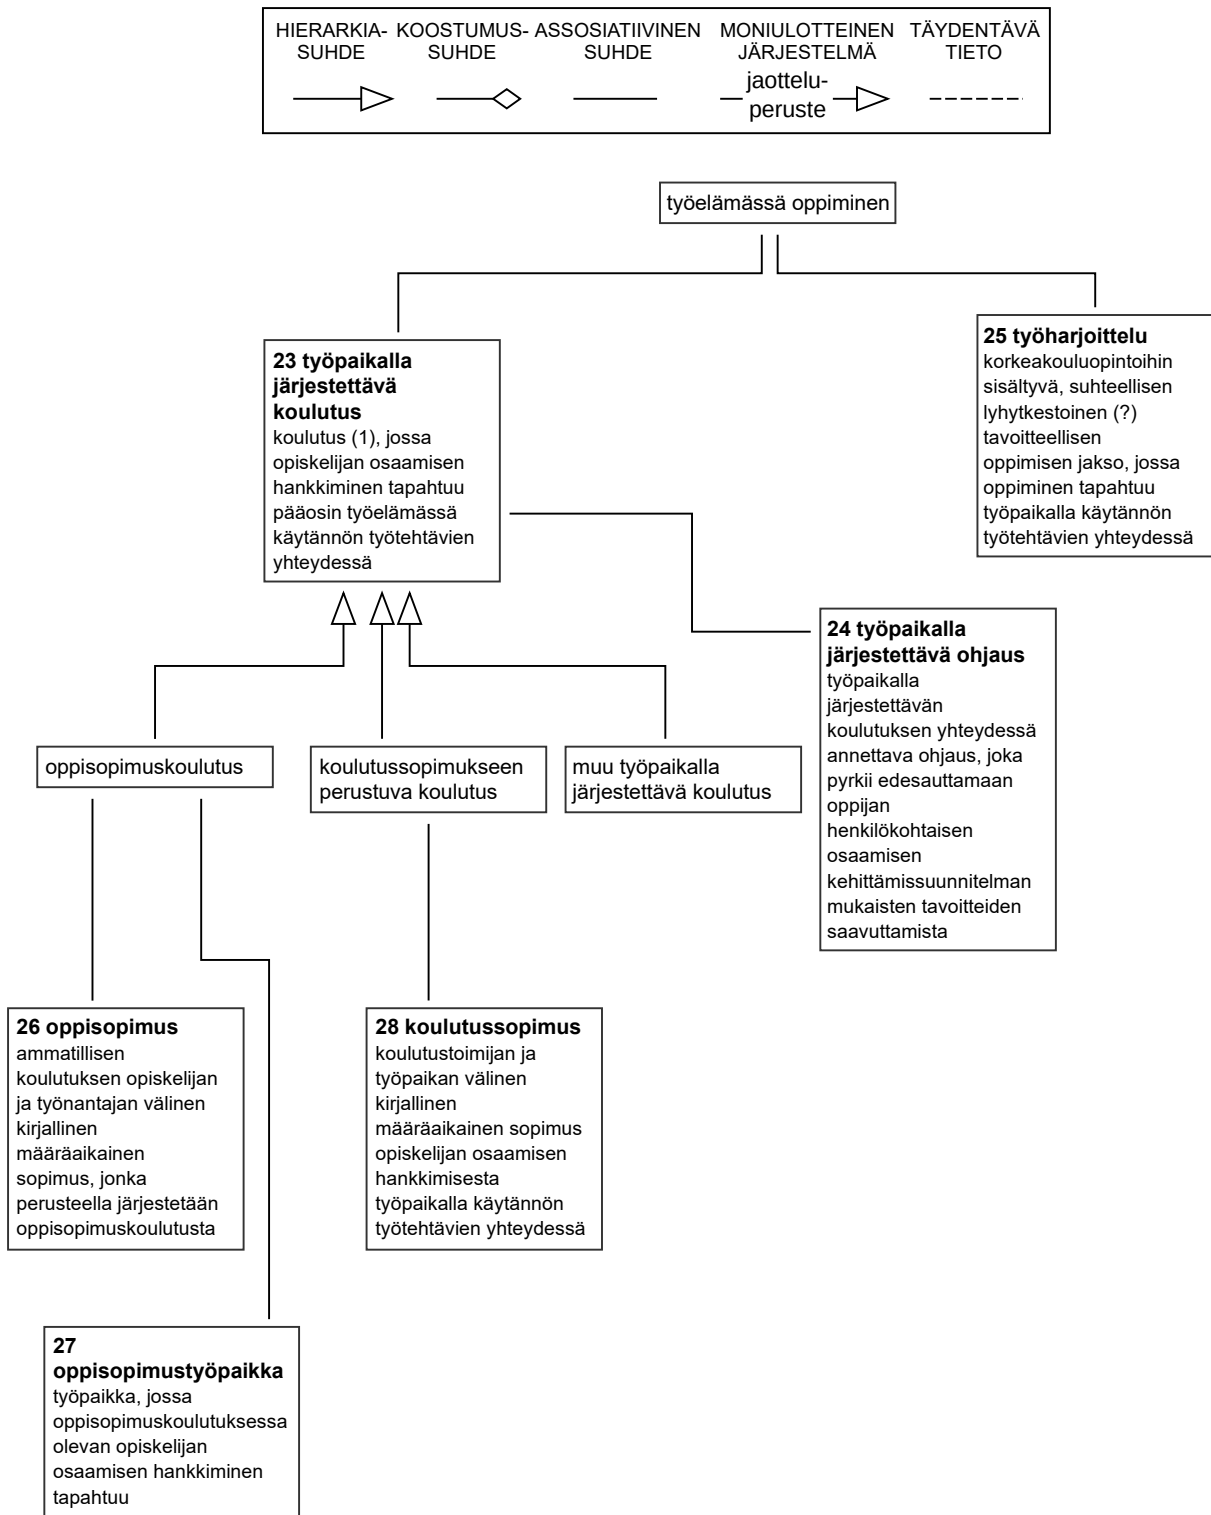 HIERARKIA-
SUHDE
KOOSTUMUS-
SUHDE
ASSOSIATIIVINEN
SUHDE
MONIULOTTEINEN
JÄRJESTELMÄ
jaottelu-
peruste
TÄYDENTÄVÄ
TIETO
työelämässä oppiminen
23 työpaikalla
järjestettävä
koulutus
koulutus (1), jossa
opiskelijan osaamisen
hankkiminen tapahtuu
pääosin työelämässä
käytännön työtehtävien
yhteydessä
25 työharjoittelu
korkeakouluopintoihin
sisältyvä, suhteellisen
lyhytkestoinen (?)
tavoitteellisen
oppimisen jakso, jossa
oppiminen tapahtuu
työpaikalla käytännön
työtehtävien yhteydessä
24 työpaikalla
järjestettävä ohjaus
työpaikalla
järjestettävän
koulutuksen yhteydessä
annettava ohjaus, joka
pyrkii edesauttamaan
oppijan
henkilökohtaisen
osaamisen
kehittämissuunnitelman
mukaisten tavoitteiden
saavuttamista
oppisopimuskoulutus
koulutussopimukseen
perustuva koulutus
muu työpaikalla
järjestettävä koulutus
26 oppisopimus
ammatillisen
koulutuksen opiskelijan
ja työnantajan välinen
kirjallinen
määräaikainen
sopimus, jonka
perusteella järjestetään
oppisopimuskoulutusta
28 koulutussopimus
koulutustoimijan ja
työpaikan välinen
kirjallinen
määräaikainen sopimus
opiskelijan osaamisen
hankkimisesta
työpaikalla käytännön
työtehtävien yhteydessä
27
oppisopimustyöpaikka
työpaikka, jossa
oppisopimuskoulutuksessa
olevan opiskelijan
osaamisen hankkiminen
tapahtuu